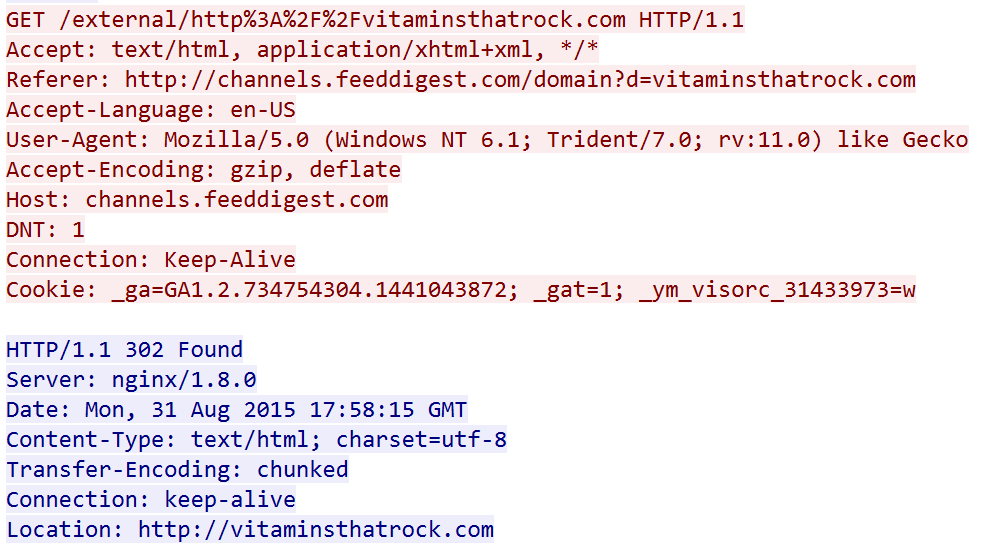 GET /external/http%3A%2F%2Fvitaminsthatrock.com HTTP/1.1
Accept: text/html, application/xhtml+xml, */*
Referer: http://channels.feeddigest.com/domain?d=vitaminsthatrock.com
Accept-Language: en-US
User-Agent: Mozilla/5.0 (Windows NT 6.1; Trident/7.0; rv:11.0) like Gecko
Accept-Encoding: gzip, deflate
Host: channels.feeddigest.com
DNT: 1
Connection: Keep-Alive
Cookie: _ga=GA1.2.734754304.1441043872; _gat=1; _ym_visorc_31433973=w
HTTP/1.1 302 Found
Server: nginx/1.8.0
Date: Mon, 31 Aug 2015 17:58:15 GMT
Content-Type: text/html; charset=utf-8
Transfer-Encoding: chunked
Connection: keep-alive
Location: http://vitaminsthatrock.com